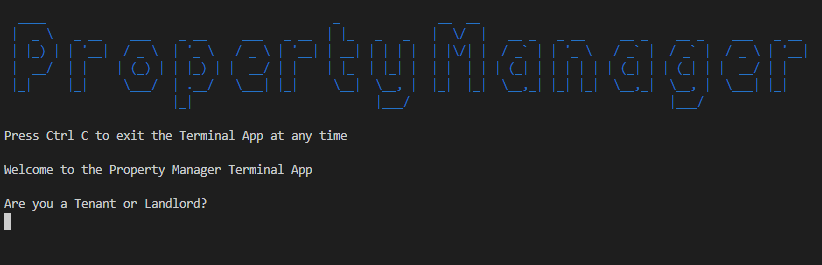 Property Manager
Press Ctrl C to exit the Terminal App at any time
Welcome to the Property Manager Terminal App
Are you a Tenant or Landlord?